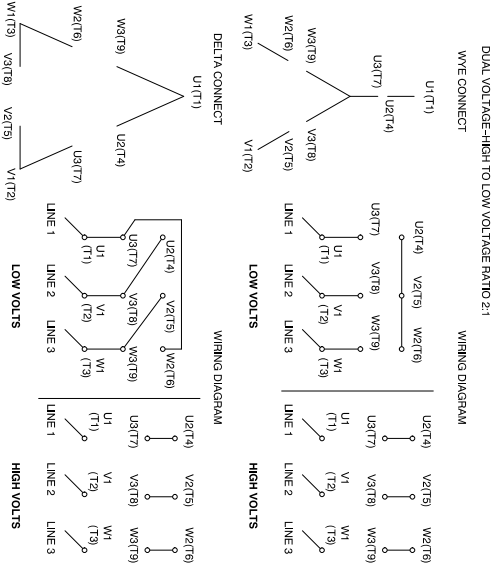 DUAL VOLTAGE–HIGH TO LOW VOLTAGE RATIO 2:1
WYE CONNECT
U1(T1)
U2(T4)
U3(T7)
W3(T9)
V3(T8)
W2(T6)
V2(T5)
W1(T3)
V1(T2)
WIRING DIAGRAM
U2(T4)
V2(T5)
W2(T6)
U3(T7)
V3(T8)
W3(T9)
U1
(T1)
V1
(T2)
W1
(T3)
LINE 1
LINE 2
LINE 3
LOW VOLTS
U2(T4)
V2(T5)
W2(T6)
U3(T7)
V3(T8)
W3(T9)
U1
(T1)
V1
(T2)
W1
(T3)
LINE 1
LINE 2
LINE 3
HIGH VOLTS
DELTA CONNECT
U1(T1)
W3(T9)
U2(T4)
W2(T6)
U3(T7)
V3(T8)
V2(T5)
W1(T3)
V1(T2)
WIRING DIAGRAM
U2(T4)
V2(T5)
W2(T6)
U3(T7)
V3(T8)
W3(T9)
U1
(T1)
V1
(T2)
W1
(T3)
LINE 1
LINE 2
LINE 3
LOW VOLTS
U2(T4)
V2(T5)
W2(T6)
U3(T7)
V3(T8)
W3(T9)
U1
(T1)
V1
(T2)
W1
(T3)
LINE 1
LINE 2
LINE 3
HIGH VOLTS